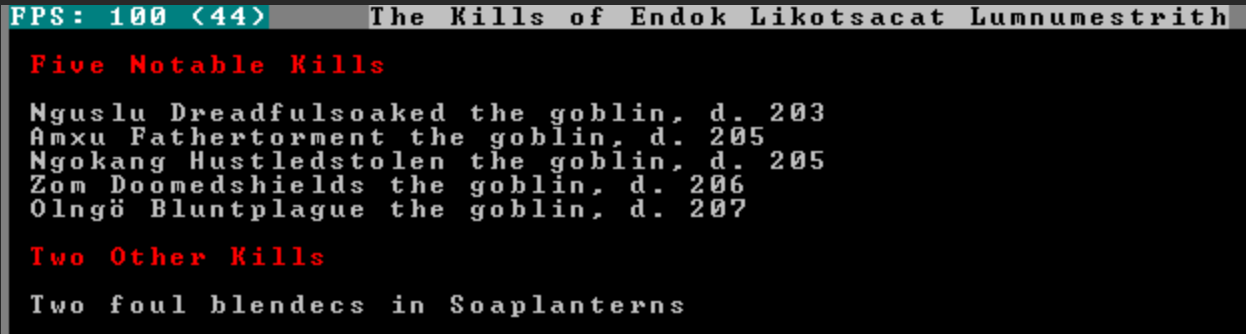 FPS: 100 (44) The Kills of Endok Likotsacat Lumnumestrith
Five Notable Kills
Nguslu Dreadfulsoaked the goblin, d. 203
Amxu Fathertorment the goblin, d. 205
Ngokang Hustledstolen the goblin, d. 205
Zom Doomedshields the goblin, d. 206
Olngö Bluntplague the goblin, d. 207
Two Other Kills
Two foul blendecs in Soaplanterns